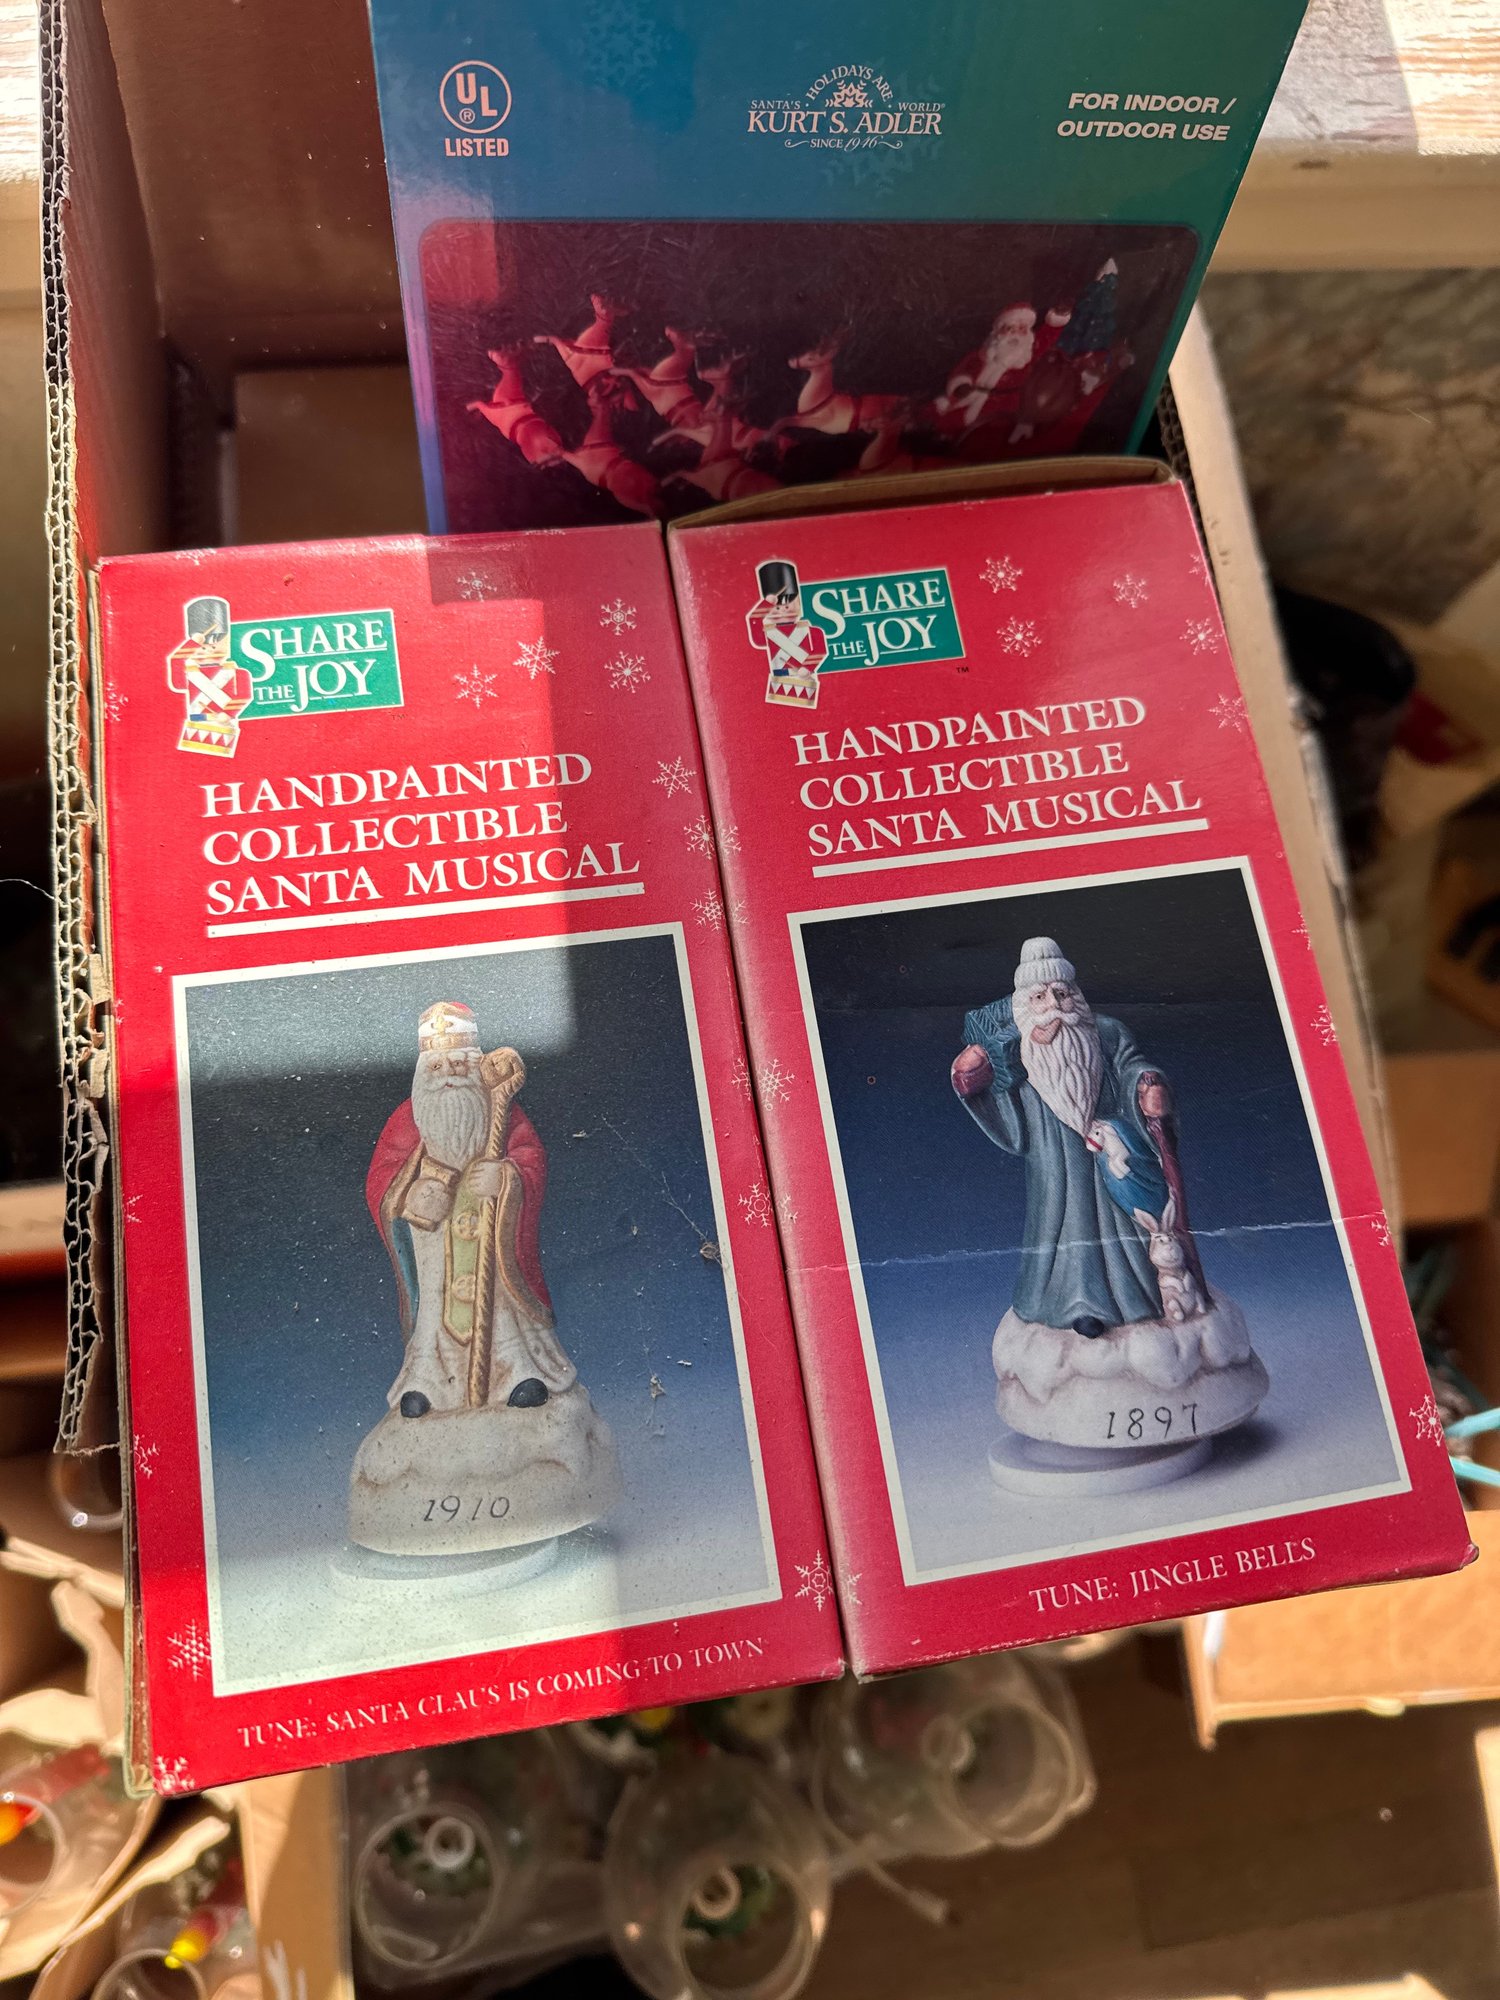 UL
®
LISTED
HOLIDAYS ARE
SANTA'S · WORLD®
KURT S. ADLER
SINCE 1946
FOR INDOOR /
OUTDOOR USE
SHARE
THE JOY
TM
HANDPAINTED
COLLECTIBLE
SANTA MUSICAL
1910
TUNE: SANTA CLAUS IS COMING TO TOWN
SHARE
THE JOY
TM
HANDPAINTED
COLLECTIBLE
SANTA MUSICAL
1897
TUNE: JINGLE BELLS